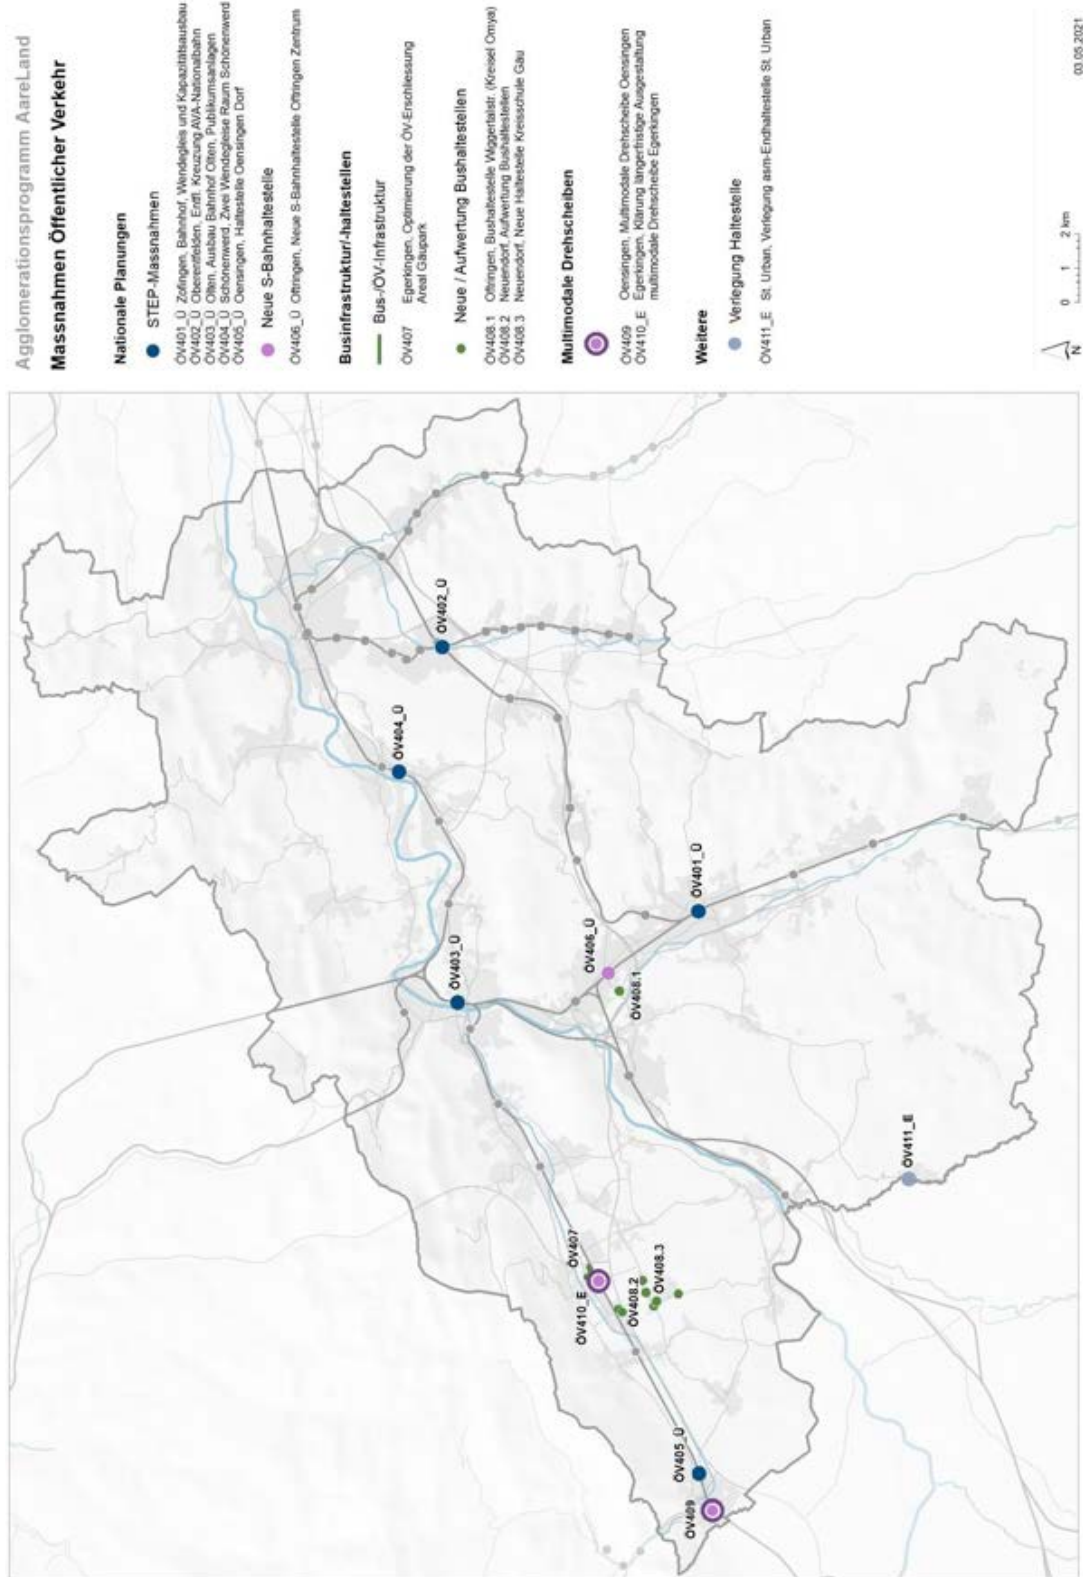 Agglomerationsprogramm AareLand
Massnahmen Öffentlicher Verkehr
Nationale Planungen
STEP-Massnahmen
ÖV401_Ü Zofingen, Bahnhof, Wendegleis und Kapazitätsausbau
ÖV402_Ü Oberentfelden, Entfl. Kreuzung AVA-Nationalbahn
ÖV403_Ü Olten, Ausbau Bahnhof Olten, Publikumsanlagen
ÖV404_Ü Schönenwerd, Zwei Wendegleise Raum Schönenwerd
ÖV405_Ü Oensingen, Haltestelle Oensingen Dorf
Neue S-Bahnhaltestelle
ÖV406_Ü Oftringen, Neue S-Bahnhaltestelle Oftringen Zentrum
Businfrastruktur/-haltestellen
Bus-/ÖV-Infrastruktur
ÖV407 Egerkingen, Optimierung der ÖV-Erschliessung
Areal Gäupark
Neue / Aufwertung Bushaltestellen
ÖV408.1 Oftringen, Bushaltestelle Wiggertalstr. (Kreisel Omya)
ÖV408.2 Neuendorf, Aufwertung Bushaltestellen
ÖV408.3 Neuendorf, Neue Haltestelle Kreisschule Gäu
Multimodale Drehscheiben
ÖV409 Oensingen, Multimodale Drehscheibe Oensingen
ÖV410_E Egerkingen, Klärung längerfristige Ausgestaltung
multimodale Drehscheibe Egerkingen
Weitere
Verlegung Haltestelle
ÖV411_E St. Urban, Verlegung asm-Endhaltestelle St. Urban
N
0 1 2 km
03.05.2021
ÖV402_Ü
ÖV404_Ü
ÖV403_Ü
ÖV401_Ü
ÖV406_Ü
ÖV408.1
ÖV411_E
ÖV407
ÖV410_E
ÖV408.2
ÖV408.3
ÖV405_Ü
ÖV409